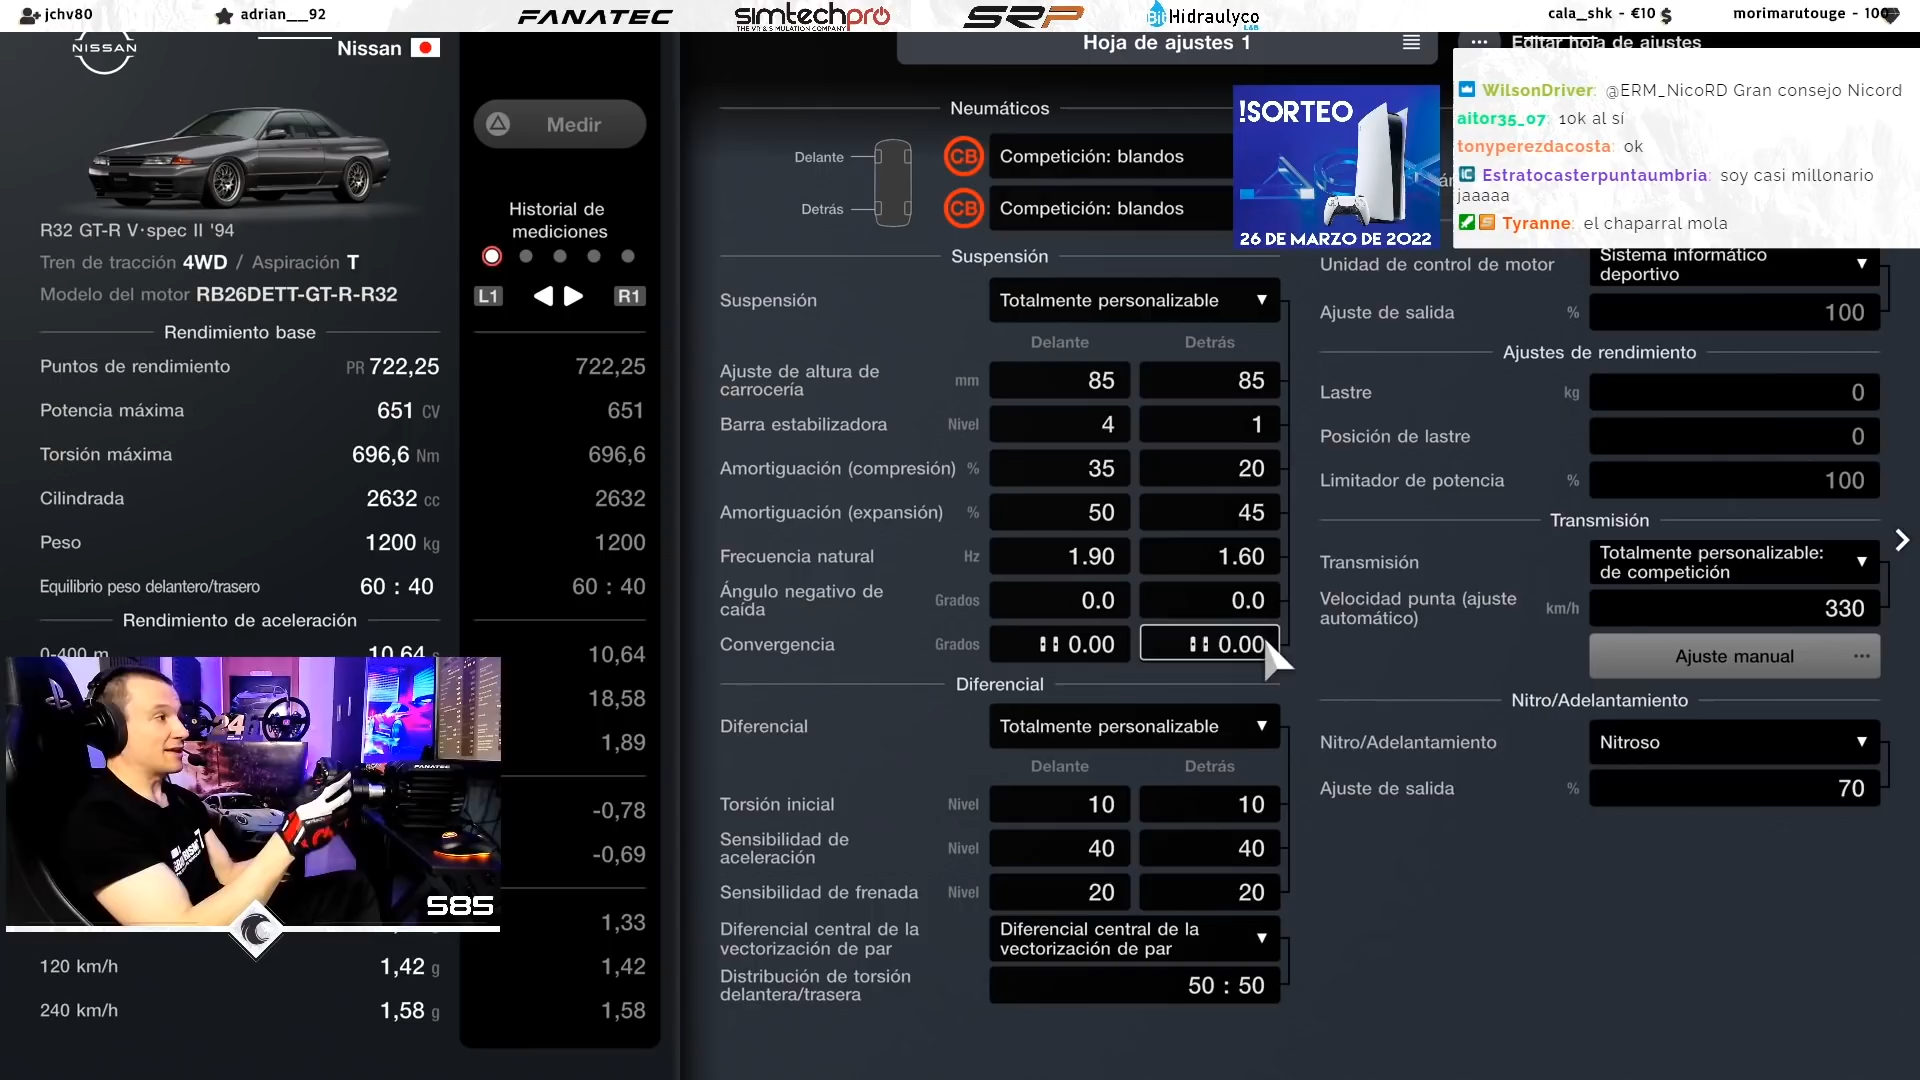 jchv80
adrian__92
FANATEC
simtechpro
THE VR & SIMULATION COMPANY
SRP
BitHidraulyco
LAB
cala_shk - €10
morimarutouge - 100
NISSAN
Nissan
R32 GT-R V·spec II '94
Tren de tracción 4WD / Aspiración T
Modelo del motor RB26DETT-GT-R-R32
Rendimiento base
Puntos de rendimiento PR 722,25
Potencia máxima 651 CV
Torsión máxima 696,6 Nm
Cilindrada 2632 cc
Peso 1200 kg
Equilibrio peso delantero/trasero 60 : 40
Rendimiento de aceleración
0-400 m 10,64 s
FANATEC
S8S
120 km/h 1,42 g
240 km/h 1,58 g
Medir
Historial de
mediciones
L1 R1
722,25
651
696,6
2632
1200
60 : 40
10,64
18,58
1,89
-0,78
-0,69
1,33
1,42
1,58
Hoja de ajustes 1
Editar hoja de ajustes
Neumáticos
Delante CB Competición: blandos
Detrás CB Competición: blandos
Suspensión
Suspensión Totalmente personalizable
Delante Detrás
Ajuste de altura de
carrocería mm 85 85
Barra estabilizadora Nivel 4 1
Amortiguación (compresión) % 35 20
Amortiguación (expansión) % 50 45
Frecuencia natural Hz 1.90 1.60
Ángulo negativo de
caída Grados 0.0 0.0
Convergencia Grados 0.00 0.00
Diferencial
Diferencial Totalmente personalizable
Delante Detrás
Torsión inicial Nivel 10 10
Sensibilidad de
aceleración Nivel 40 40
Sensibilidad de frenada Nivel 20 20
Diferencial central de la
vectorización de par
Diferencial central de la
vectorización de par
Distribución de torsión
delantera/trasera 50 : 50
!SORTEO
26 DE MARZO DE 2022
WilsonDriver: @ERM_NicoRD Gran consejo Nicord
aitor35_07: 10k al sí
tonyperezdacosta: ok
Estratocasterpuntaumbria: soy casi millonario
jaaaaa
Tyranne: el chaparral mola
Unidad de control de motor
Sistema informático
deportivo
Ajuste de salida % 100
Ajustes de rendimiento
Lastre kg 0
Posición de lastre 0
Limitador de potencia % 100
Transmisión
Transmisión
Totalmente personalizable:
de competición
Velocidad punta (ajuste
automático) km/h 330
Ajuste manual
Nitro/Adelantamiento
Nitro/Adelantamiento Nitroso
Ajuste de salida % 70